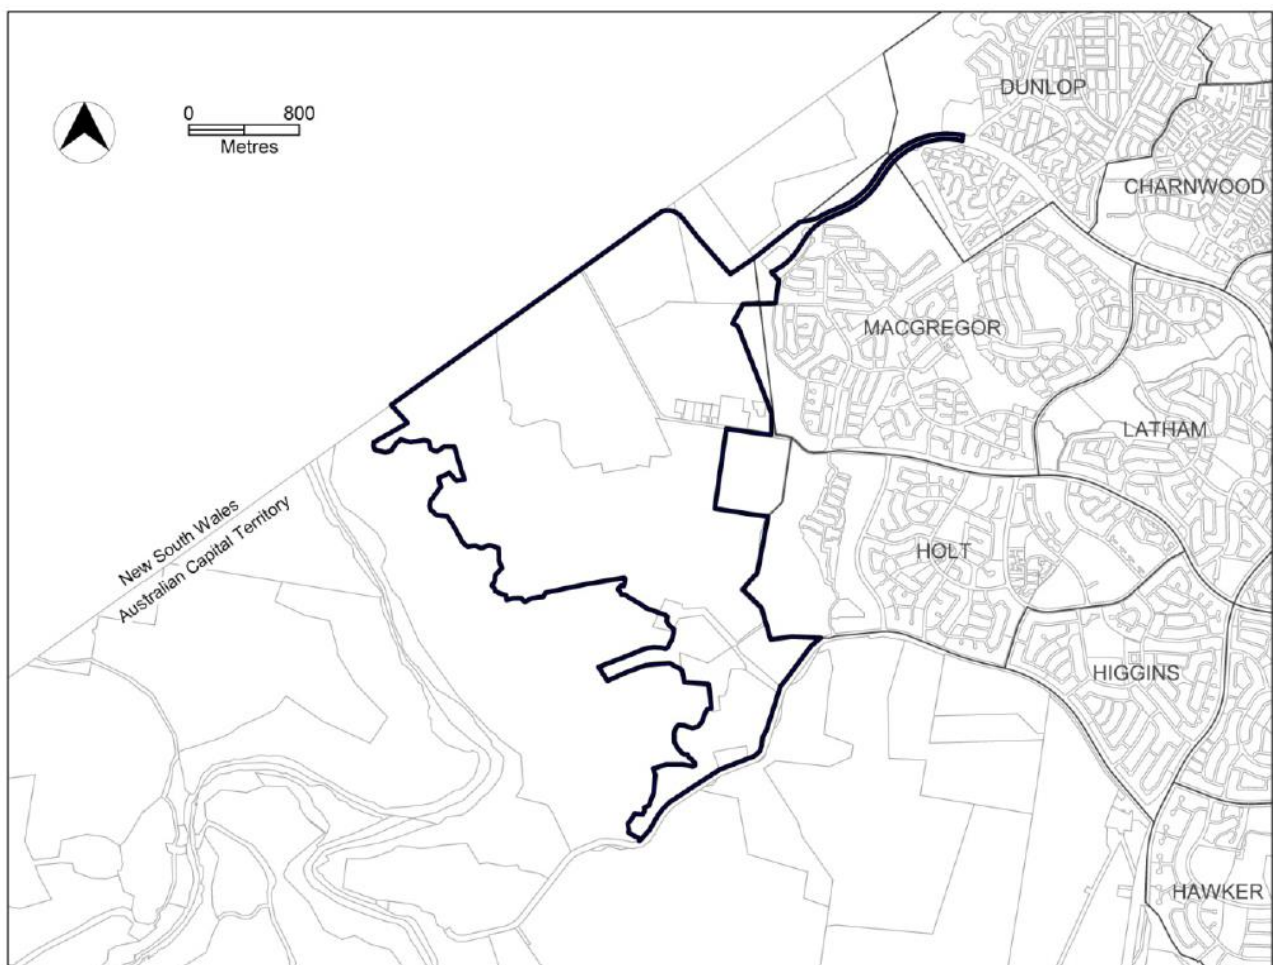 DUNLOP
0 800
Metres
CHARNWOOD
MACGREGOR
LATHAM
New South Wales
Australian Capital Territory
HOLT
HIGGINS
HAWKER